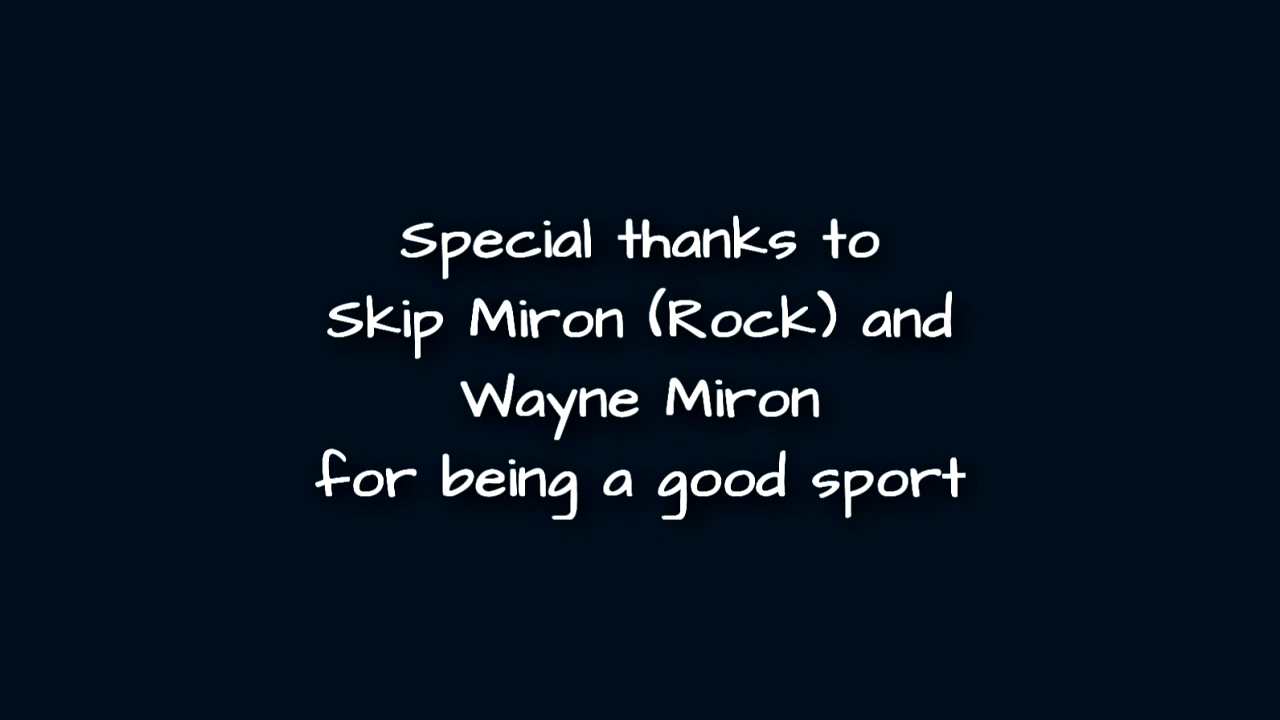 Special thanks to
Skip Miron (Rock) and
Wayne Miron
for being a good sport